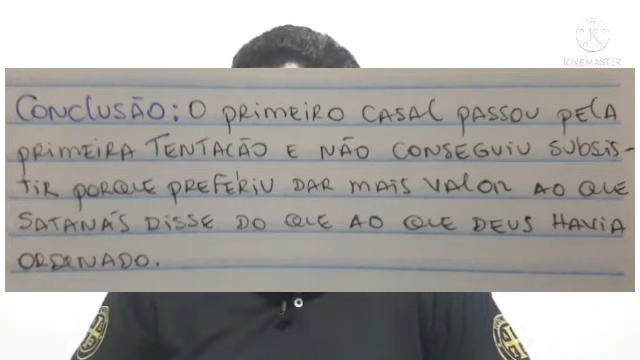 KINEMASTER
CONCLUSÃO: O PRIMEIRO CASAL PASSOU PELA
PRIMEIRA TENTAÇÃO E NÃO CONSEGUIU SUBSIS-
TIR PORQUE PREFERIU DAR MAIS VALOR AO QUE
SATANÁS DISSE DO QUE AO QUE DEUS HAVIA
ORDENADO.